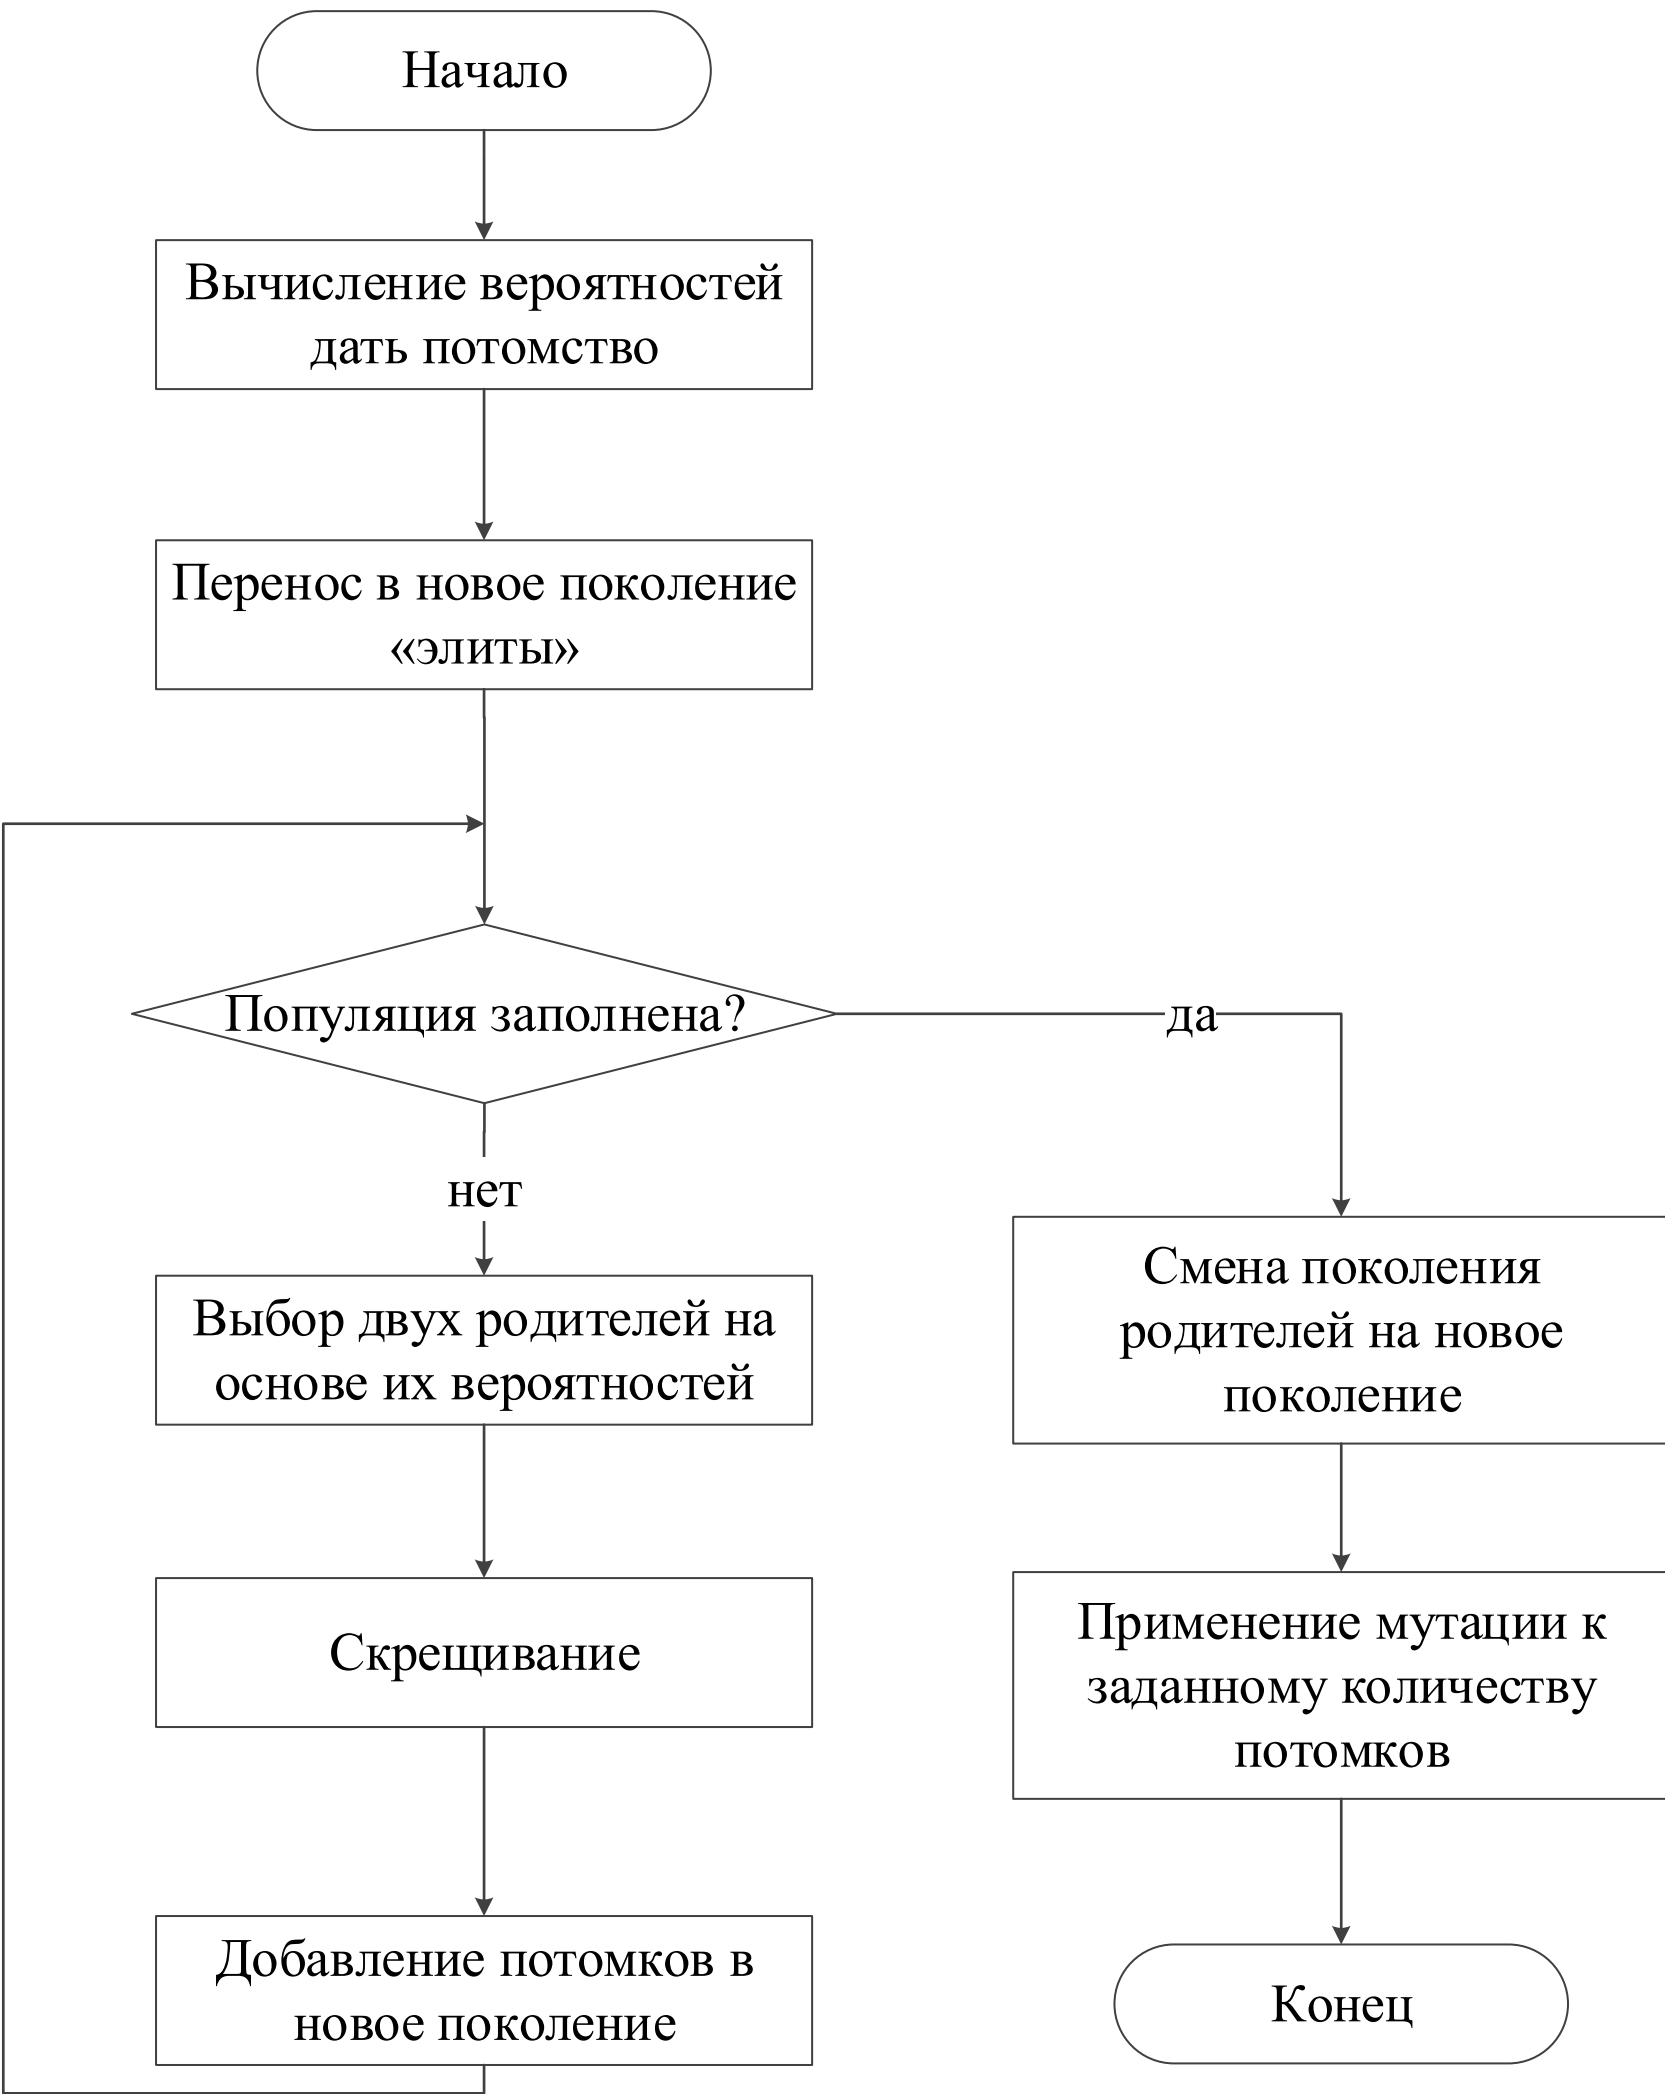 Начало
Вычисление вероятностей
дать потомство
Перенос в новое поколение
«элиты»
Популяция заполнена?
да
нет
Выбор двух родителей на
основе их вероятностей
Скрещивание
Добавление потомков в
новое поколение
Смена поколения
родителей на новое
поколение
Применение мутации к
заданному количеству
потомков
Конец